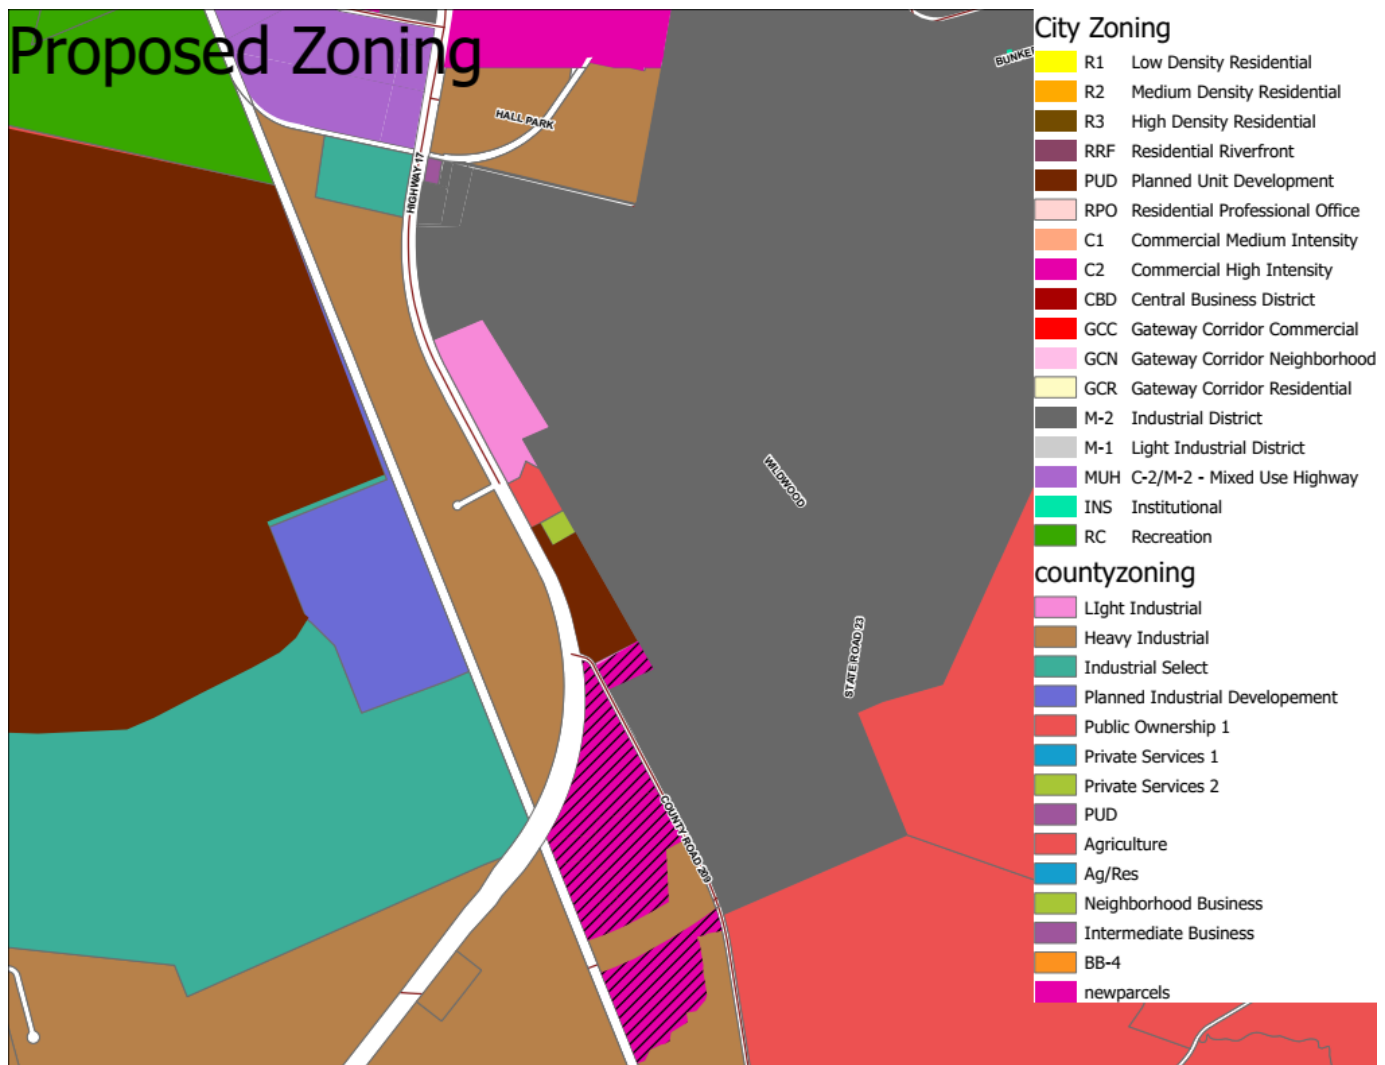 Proposed Zoning
HALL PARK
HIGHWAY 17
BUNKER
WILDWOOD
STATE ROAD 23
COUNTY ROAD 209
City Zoning
R1 Low Density Residential
R2 Medium Density Residential
R3 High Density Residential
RRF Residential Riverfront
PUD Planned Unit Development
RPO Residential Professional Office
C1 Commercial Medium Intensity
C2 Commercial High Intensity
CBD Central Business District
GCC Gateway Corridor Commercial
GCN Gateway Corridor Neighborhood
GCR Gateway Corridor Residential
M-2 Industrial District
M-1 Light Industrial District
MUH C-2/M-2 - Mixed Use Highway
INS Institutional
RC Recreation
countyzoning
LIght Industrial
Heavy Industrial
Industrial Select
Planned Industrial Developement
Public Ownership 1
Private Services 1
Private Services 2
PUD
Agriculture
Ag/Res
Neighborhood Business
Intermediate Business
BB-4
newparcels